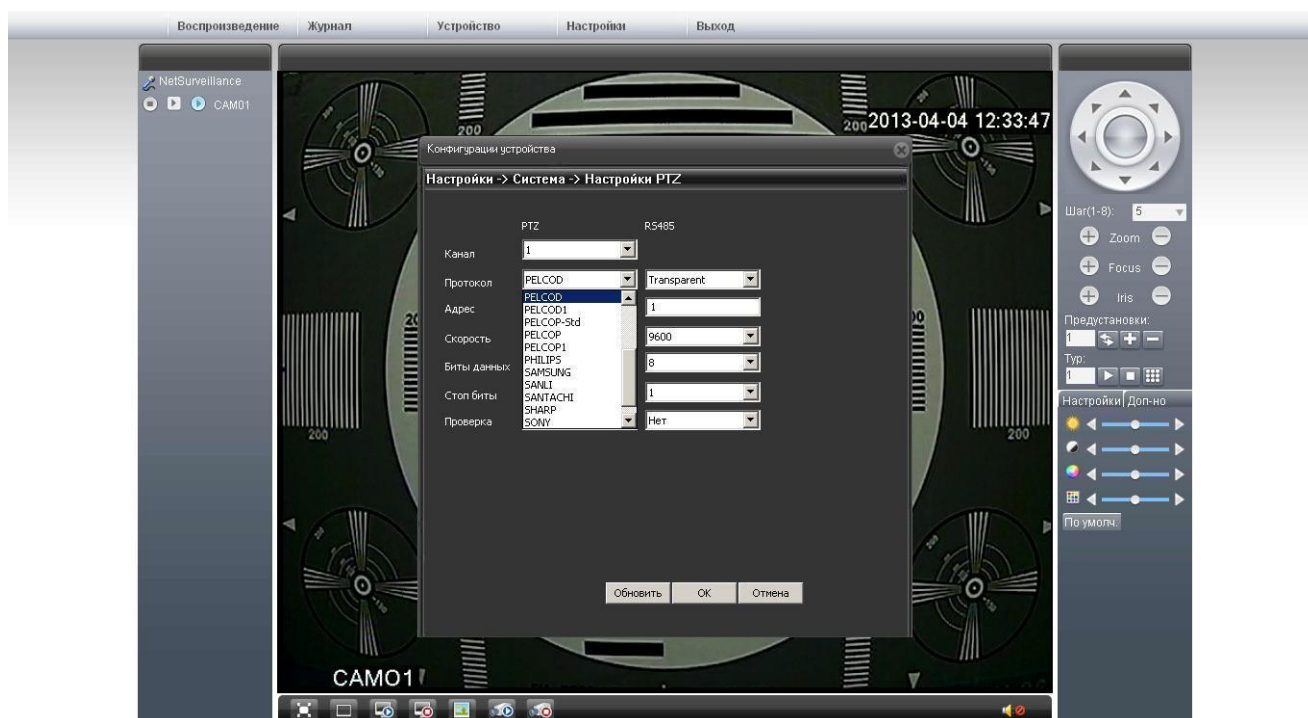 Воспроизведение Журнал Устройство Настройки Выход
NetSurveillance
CAM01
200
200
2013-04-04 12:33:47
Конфигурации устройства
Настройки -> Система -> Настройки PTZ
PTZ RS485
Канал 1
Протокол PELCOD Transparent
PELCOD
PELCOD1
PELCOP-Std
PELCOP
PELCOP1
PHILIPS
SAMSUNG
SANLI
SANTACHI
SHARP
SONY
Адрес 1
Скорость 9600
Биты данных 8
Стоп биты 1
Проверка Нет
Обновить OK Отмена
200
200
CAMO1
Шаг(1-8): 5
Zoom
Focus
Iris
Предустановки:
1
Тур:
1
Настройки Доп-но
По умолч.